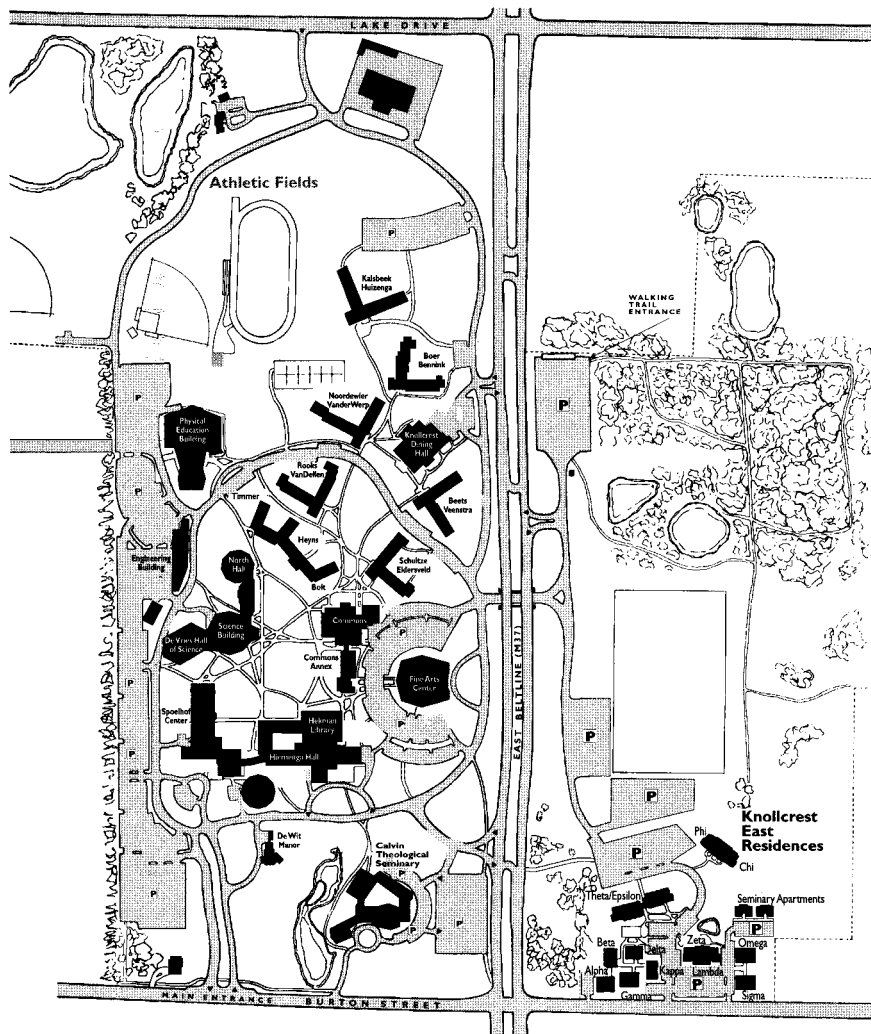 LAKE DRIVE
Athletic Fields
P
Kalsbeek
Huizenga
WALKING
TRAIL
ENTRANCE
Boer
Bennink
P
P
Noordewier
VanderWerp
Physical
Education
Building
Knollcrest
Dining
Hall
Rooks
VanDellen
P
Timmer
Beets
Veenstra
Heyns
Engineering
Building
North
Hall
Schultze
Eldersveld
Bolt
Science
Building
Commons
P
De Vries Hall
of Science
Commons
Annex
Fine Arts
Center
P
Spoelhof
Center
P
Hekman
Library
EAST BELTLINE (M37)
P
P
Hiemenga Hall
P
Knollcrest
East
Residences
Phi
De Wit
Manor
Calvin
Theological
Seminary
P
P
Chi
P
P
P
Theta/Epsilon
Seminary Apartments
P
Beta
Delta
Zeta
Omega
Alpha
Kappa
Lambda
P
Gamma
Sigma
MAIN ENTRANCE
BURTON STREET